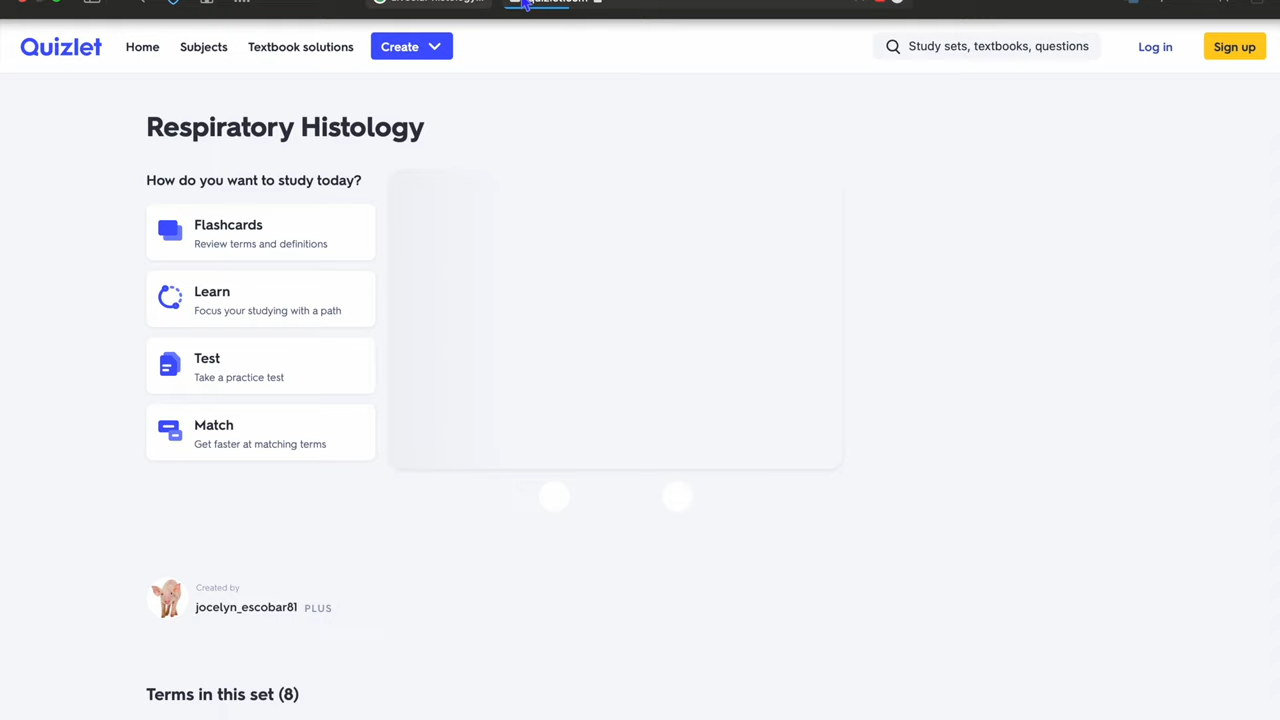 Quizlet
Home
Subjects
Textbook solutions
Create
Study sets, textbooks, questions
Log in
Sign up
Respiratory Histology
How do you want to study today?
Flashcards
Review terms and definitions
Learn
Focus your studying with a path
Test
Take a practice test
Match
Get faster at matching terms
Created by
jocelyn_escobar81 PLUS
Terms in this set (8)